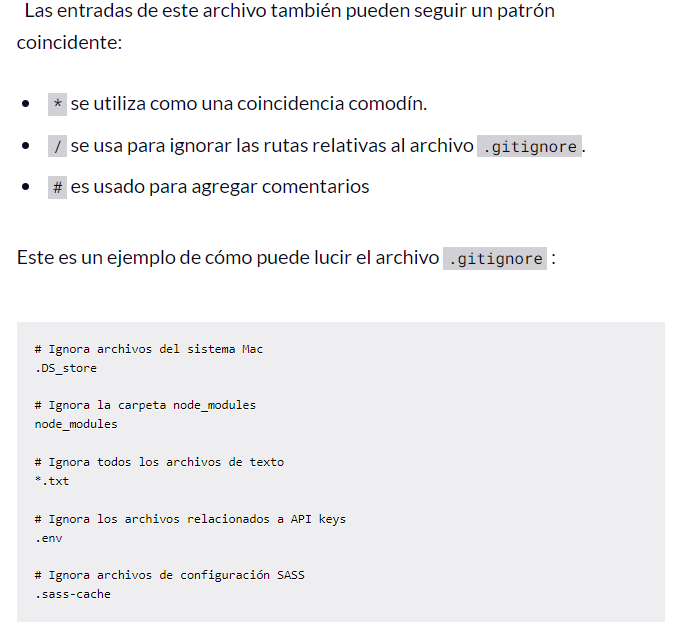 Las entradas de este archivo también pueden seguir un patrón
coincidente:
* se utiliza como una coincidencia comodín.
/ se usa para ignorar las rutas relativas al archivo .gitignore.
# es usado para agregar comentarios
Este es un ejemplo de cómo puede lucir el archivo .gitignore :
# Ignora archivos del sistema Mac
.DS_store
# Ignora la carpeta node_modules
node_modules
# Ignora todos los archivos de texto
*.txt
# Ignora los archivos relacionados a API keys
.env
# Ignora archivos de configuración SASS
.sass-cache